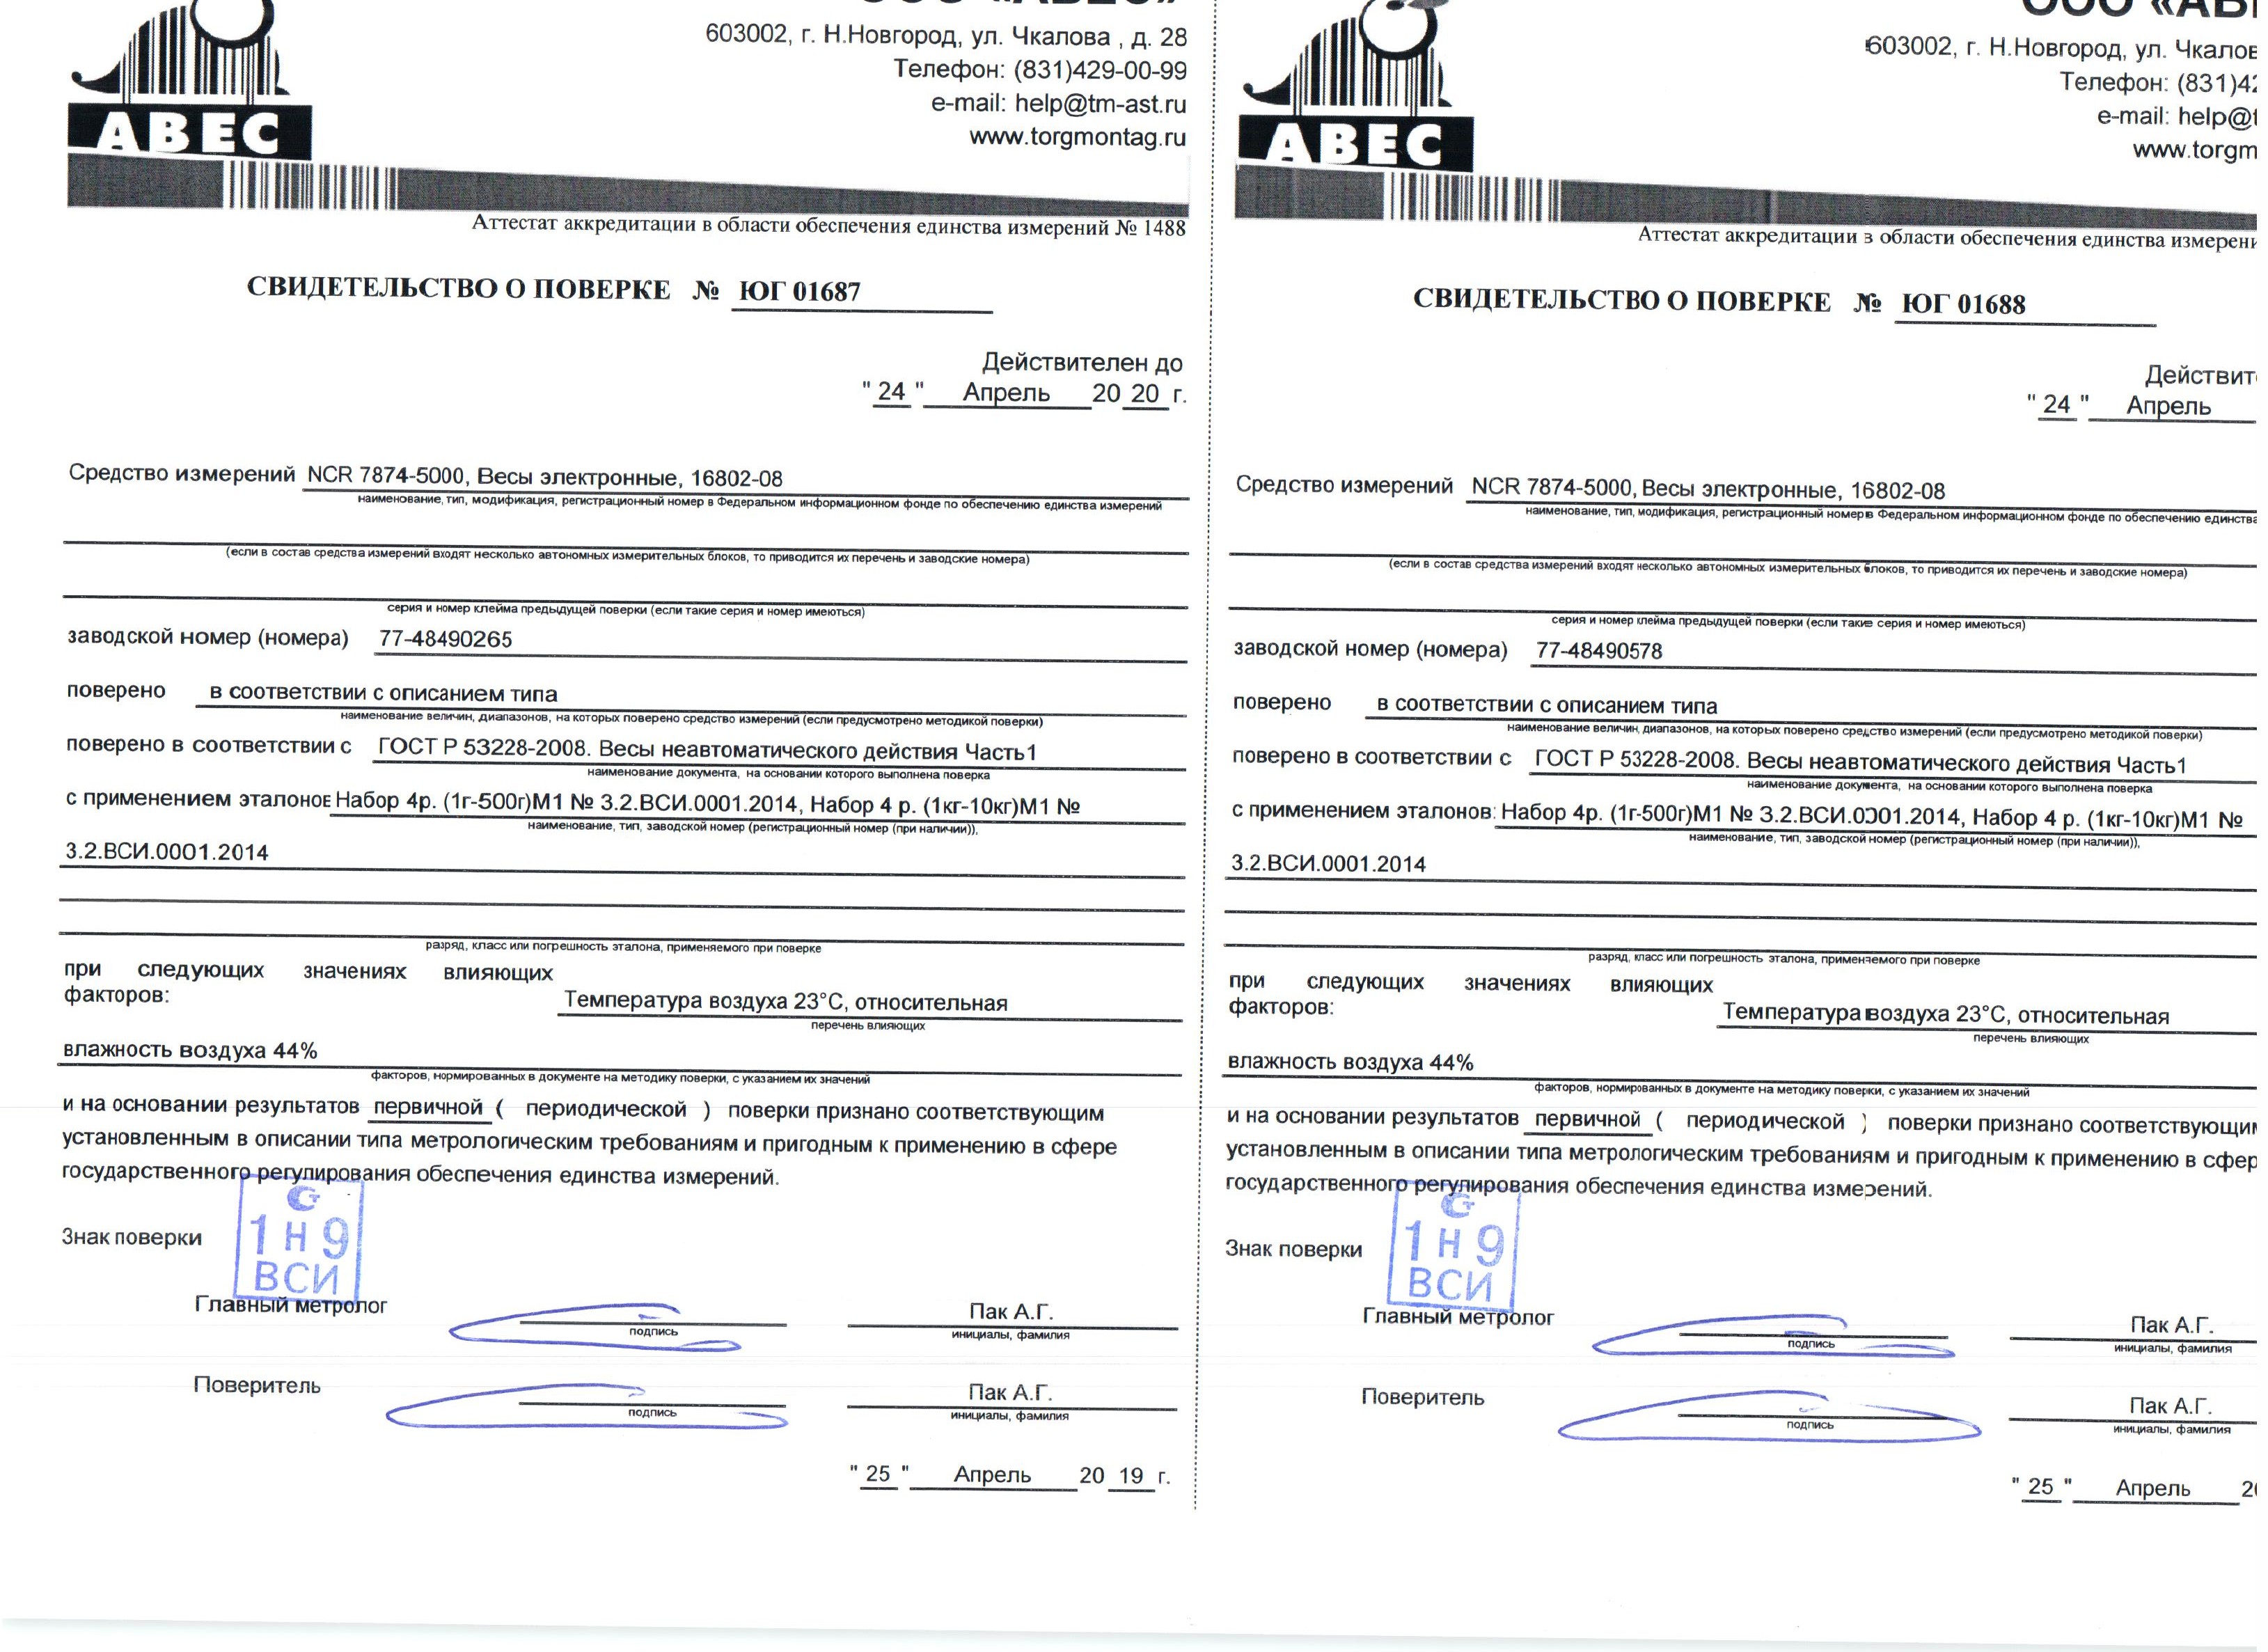 ООО «АВЕС»
603002, г. Н.Новгород, ул. Чкалова , д. 28
Телефон: (831)429-00-99
e-mail: help@tm-ast.ru
www.torgmontag.ru
АВЕС
Аттестат аккредитации в области обеспечения единства измерений № 1488
СВИДЕТЕЛЬСТВО О ПОВЕРКЕ № ЮГ 01687
Действителен до
" 24 " Апрель 20 20 г.
Средство измерений NCR 7874-5000, Весы электронные, 16802-08
наименование, тип, модификация, регистрационный номер в Федеральном информационном фонде по обеспечению единства измерений
(если в состав средства измерений входят несколько автономных измерительных блоков, то приводится их перечень и заводские номера)
серия и номер клейма предыдущей поверки (если такие серия и номер имеються)
заводской номер (номера) 77-48490265
поверено в соответствии с описанием типа
наименование величин, диапазонов, на которых поверено средство измерений (если предусмотрено методикой поверки)
поверено в соответствии с ГОСТ Р 53228-2008. Весы неавтоматического действия Часть1
наименование документа, на основании которого выполнена поверка
с применением эталонов Набор 4р. (1г-500г)М1 № 3.2.ВСИ.0001.2014, Набор 4 р. (1кг-10кг)М1 №
наименование, тип, заводской номер (регистрационный номер (при наличии)),
3.2.ВСИ.0001.2014
разряд, класс или погрешность эталона, применяемого при поверке
при следующих значениях влияющих
факторов: Температура воздуха 23°С, относительная
перечень влияющих
влажность воздуха 44%
факторов, нормированных в документе на методику поверки, с указанием их значений
и на основании результатов первичной ( периодической ) поверки признано соответствующим
установленным в описании типа метрологическим требованиям и пригодным к применению в сфере
государственного регулирования обеспечения единства измерений.
Знак поверки
1 Н 9
ВСИ
Главный метролог Пак А.Г.
подпись инициалы, фамилия
Поверитель Пак А.Г.
подпись инициалы, фамилия
" 25 " Апрель 20 19 г.
ООО «АВ
603002, г. Н.Новгород, ул. Чкалов
Телефон: (831)42
e-mail: help@t
www.torgm
АВЕС
Аттестат аккредитации в области обеспечения единства измерени
СВИДЕТЕЛЬСТВО О ПОВЕРКЕ № ЮГ 01688
Действите
" 24 " Апрель
Средство измерений NCR 7874-5000, Весы электронные, 16802-08
наименование, тип, модификация, регистрационный номер в Федеральном информационном фонде по обеспечению единства
(если в состав средства измерений входят несколько автономных измерительных блоков, то приводится их перечень и заводские номера)
серия и номер клейма предыдущей поверки (если такие серия и номер имеються)
заводской номер (номера) 77-48490578
поверено в соответствии с описанием типа
наименование величин, диапазонов, на которых поверено средство измерений (если предусмотрено методикой поверки)
поверено в соответствии с ГОСТ Р 53228-2008. Весы неавтоматического действия Часть1
наименование документа, на основании которого выполнена поверка
с применением эталонов: Набор 4р. (1г-500г)М1 № 3.2.ВСИ.0001.2014, Набор 4 р. (1кг-10кг)М1 №
наименование, тип, заводской номер (регистрационный номер (при наличии)),
3.2.ВСИ.0001.2014
разряд, класс или погрешность эталона, применяемого при поверке
при следующих значениях влияющих
факторов: Температура воздуха 23°С, относительная
перечень влияющих
влажность воздуха 44%
факторов, нормированных в документе на методику поверки, с указанием их значений
и на основании результатов первичной ( периодической ) поверки признано соответствующим
установленным в описании типа метрологическим требованиям и пригодным к применению в сфер
государственного регулирования обеспечения единства измерений.
Знак поверки
1 Н 9
ВСИ
Главный метролог Пак А.Г.
подпись инициалы, фамилия
Поверитель Пак А.Г.
подпись инициалы, фамилия
" 25 " Апрель 20